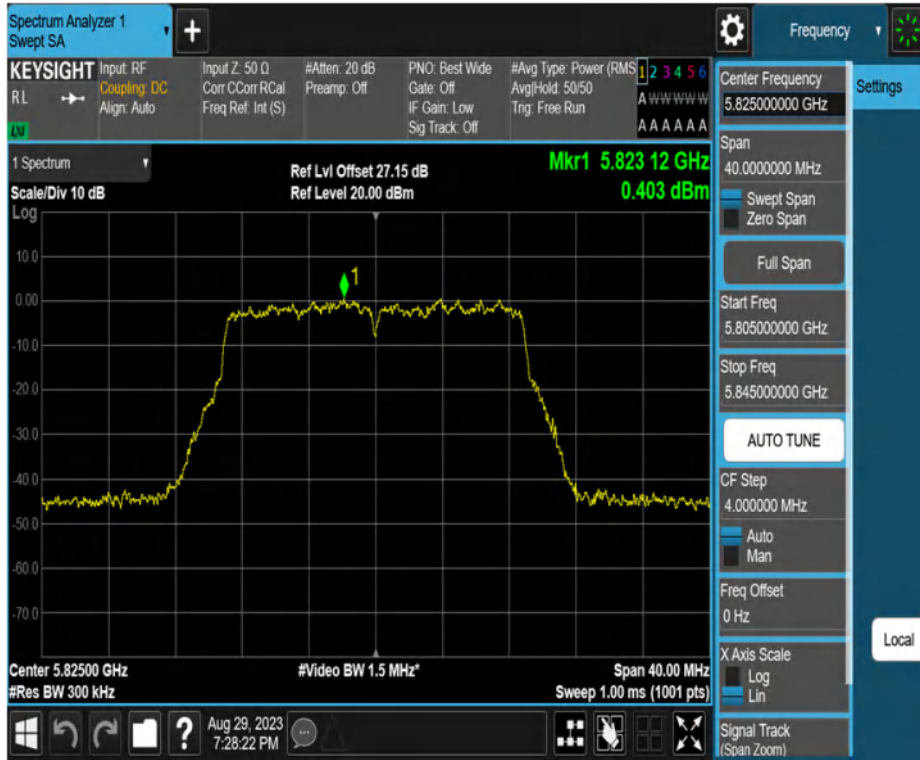 Spectrum Analyzer 1
Swept SA
Frequency
KEYSIGHT
RL
LXI
Input: RF
Coupling: DC
Align: Auto
Input Z: 50 Ω
Corr CCorr RCal
Freq Ref: Int (S)
#Atten: 20 dB
Preamp: Off
PNO: Best Wide
Gate: Off
IF Gain: Low
Sig Track: Off
#Avg Type: Power (RMS
Avg|Hold: 50/50
Trig: Free Run
1 2 3 4 5 6
A W W W W W
A A A A A A
1 Spectrum
Scale/Div 10 dB
Log
Ref Lvl Offset 27.15 dB
Ref Level 20.00 dBm
Mkr1 5.823 12 GHz
0.403 dBm
1
10.0
0.00
-10.0
-20.0
-30.0
-40.0
-50.0
-60.0
-70.0
Center 5.82500 GHz
#Res BW 300 kHz
#Video BW 1.5 MHz*
Span 40.00 MHz
Sweep 1.00 ms (1001 pts)
Aug 29, 2023
7:28:22 PM
Center Frequency
5.825000000 GHz
Settings
Span
40.0000000 MHz
Swept Span
Zero Span
Full Span
Start Freq
5.805000000 GHz
Stop Freq
5.845000000 GHz
AUTO TUNE
CF Step
4.000000 MHz
Auto
Man
Freq Offset
0 Hz
X Axis Scale
Log
Lin
Local
Signal Track
(Span Zoom)